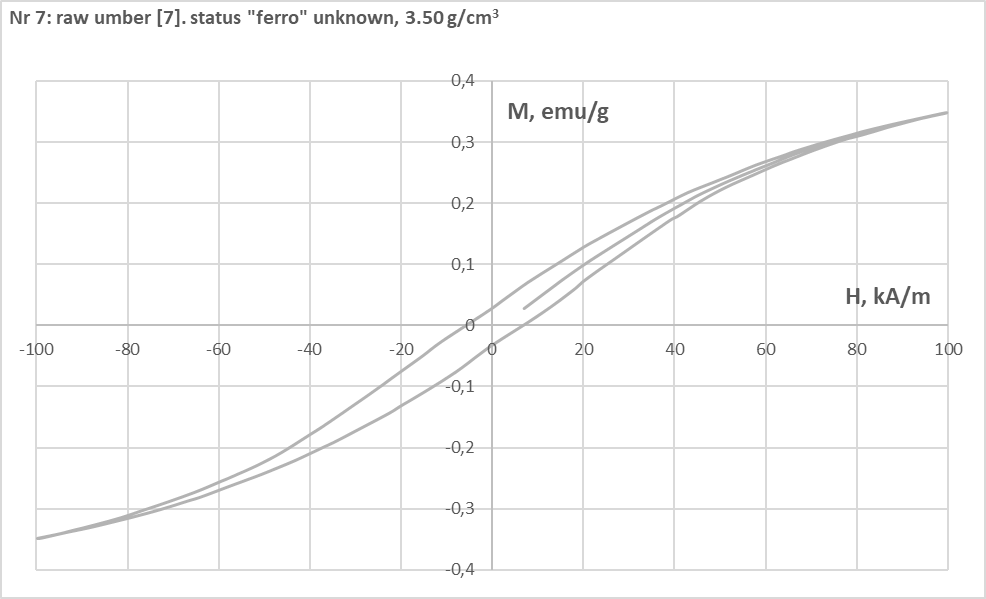 Nr 7: raw umber [7]. status "ferro" unknown, 3.50 g/cm³
0,4
M, emu/g
0,3
0,2
0,1
H, kA/m
0
-100 -80 -60 -40 -20 0 20 40 60 80 100
-0,1
-0,2
-0,3
-0,4